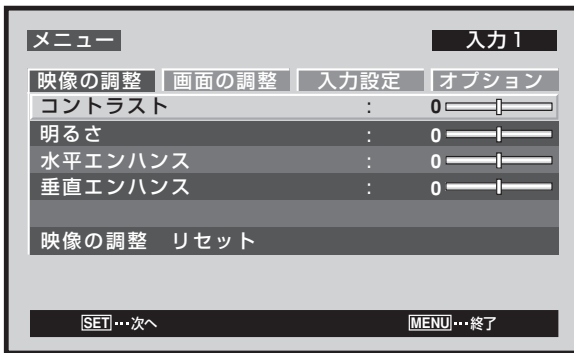 メニュー 入力1
映像の調整 画面の調整 入力設定 オプション
コントラスト : 0
明るさ : 0
水平エンハンス : 0
垂直エンハンス : 0
映像の調整 リセット
SET…次へ MENU…終了